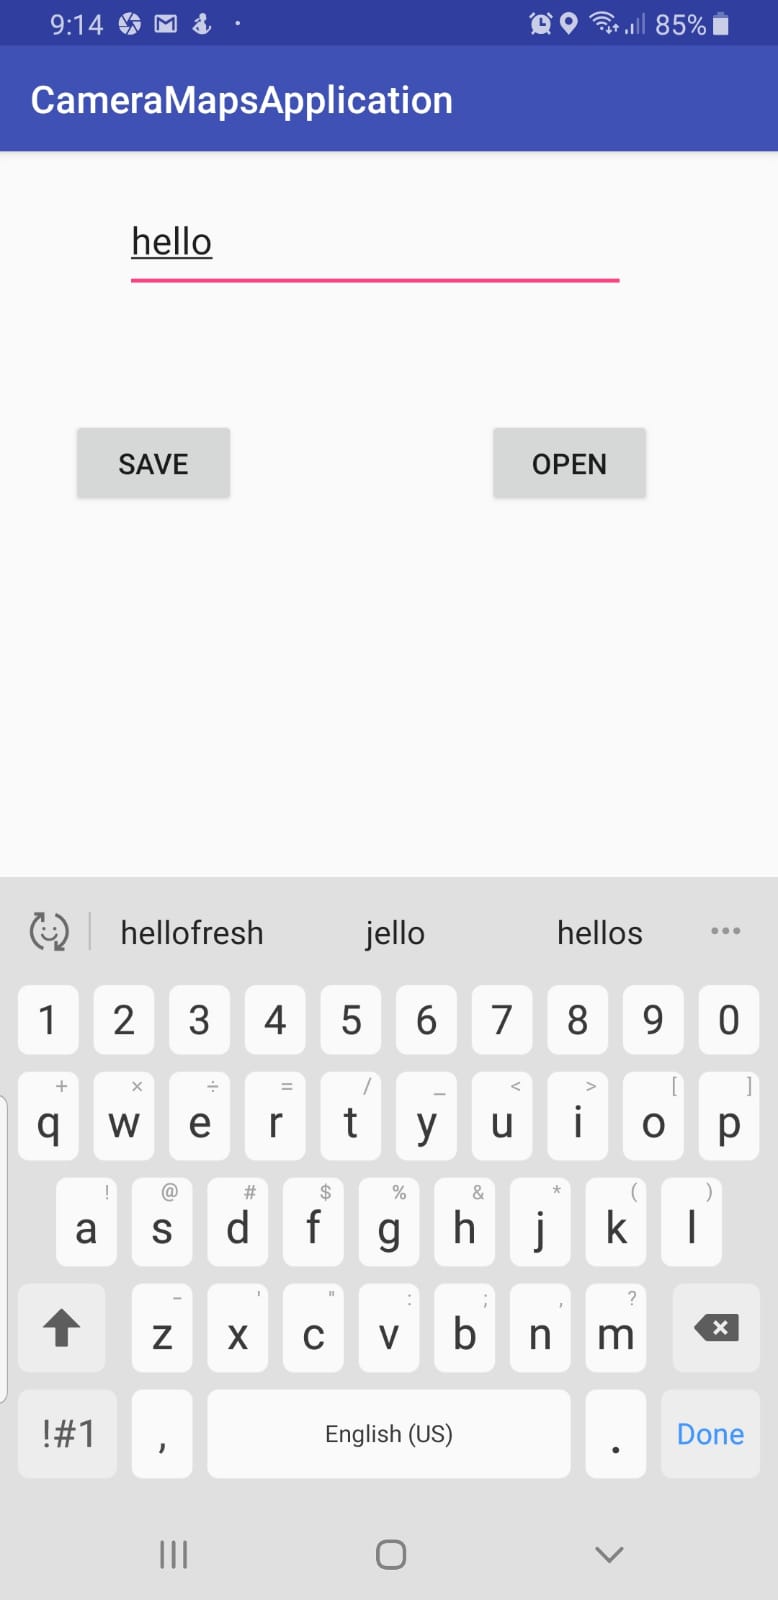 9:14 85%
CameraMapsApplication
hello
SAVE OPEN
hellofresh jello hellos
1 2 3 4 5 6 7 8 9 0
+ × ÷ = / _ < > [ ]
q w e r t y u i o p
! @ # $ % & * ( )
a s d f g h j k l
- ' " : ; , ?
z x c v b n m
!#1 , English (US) . Done